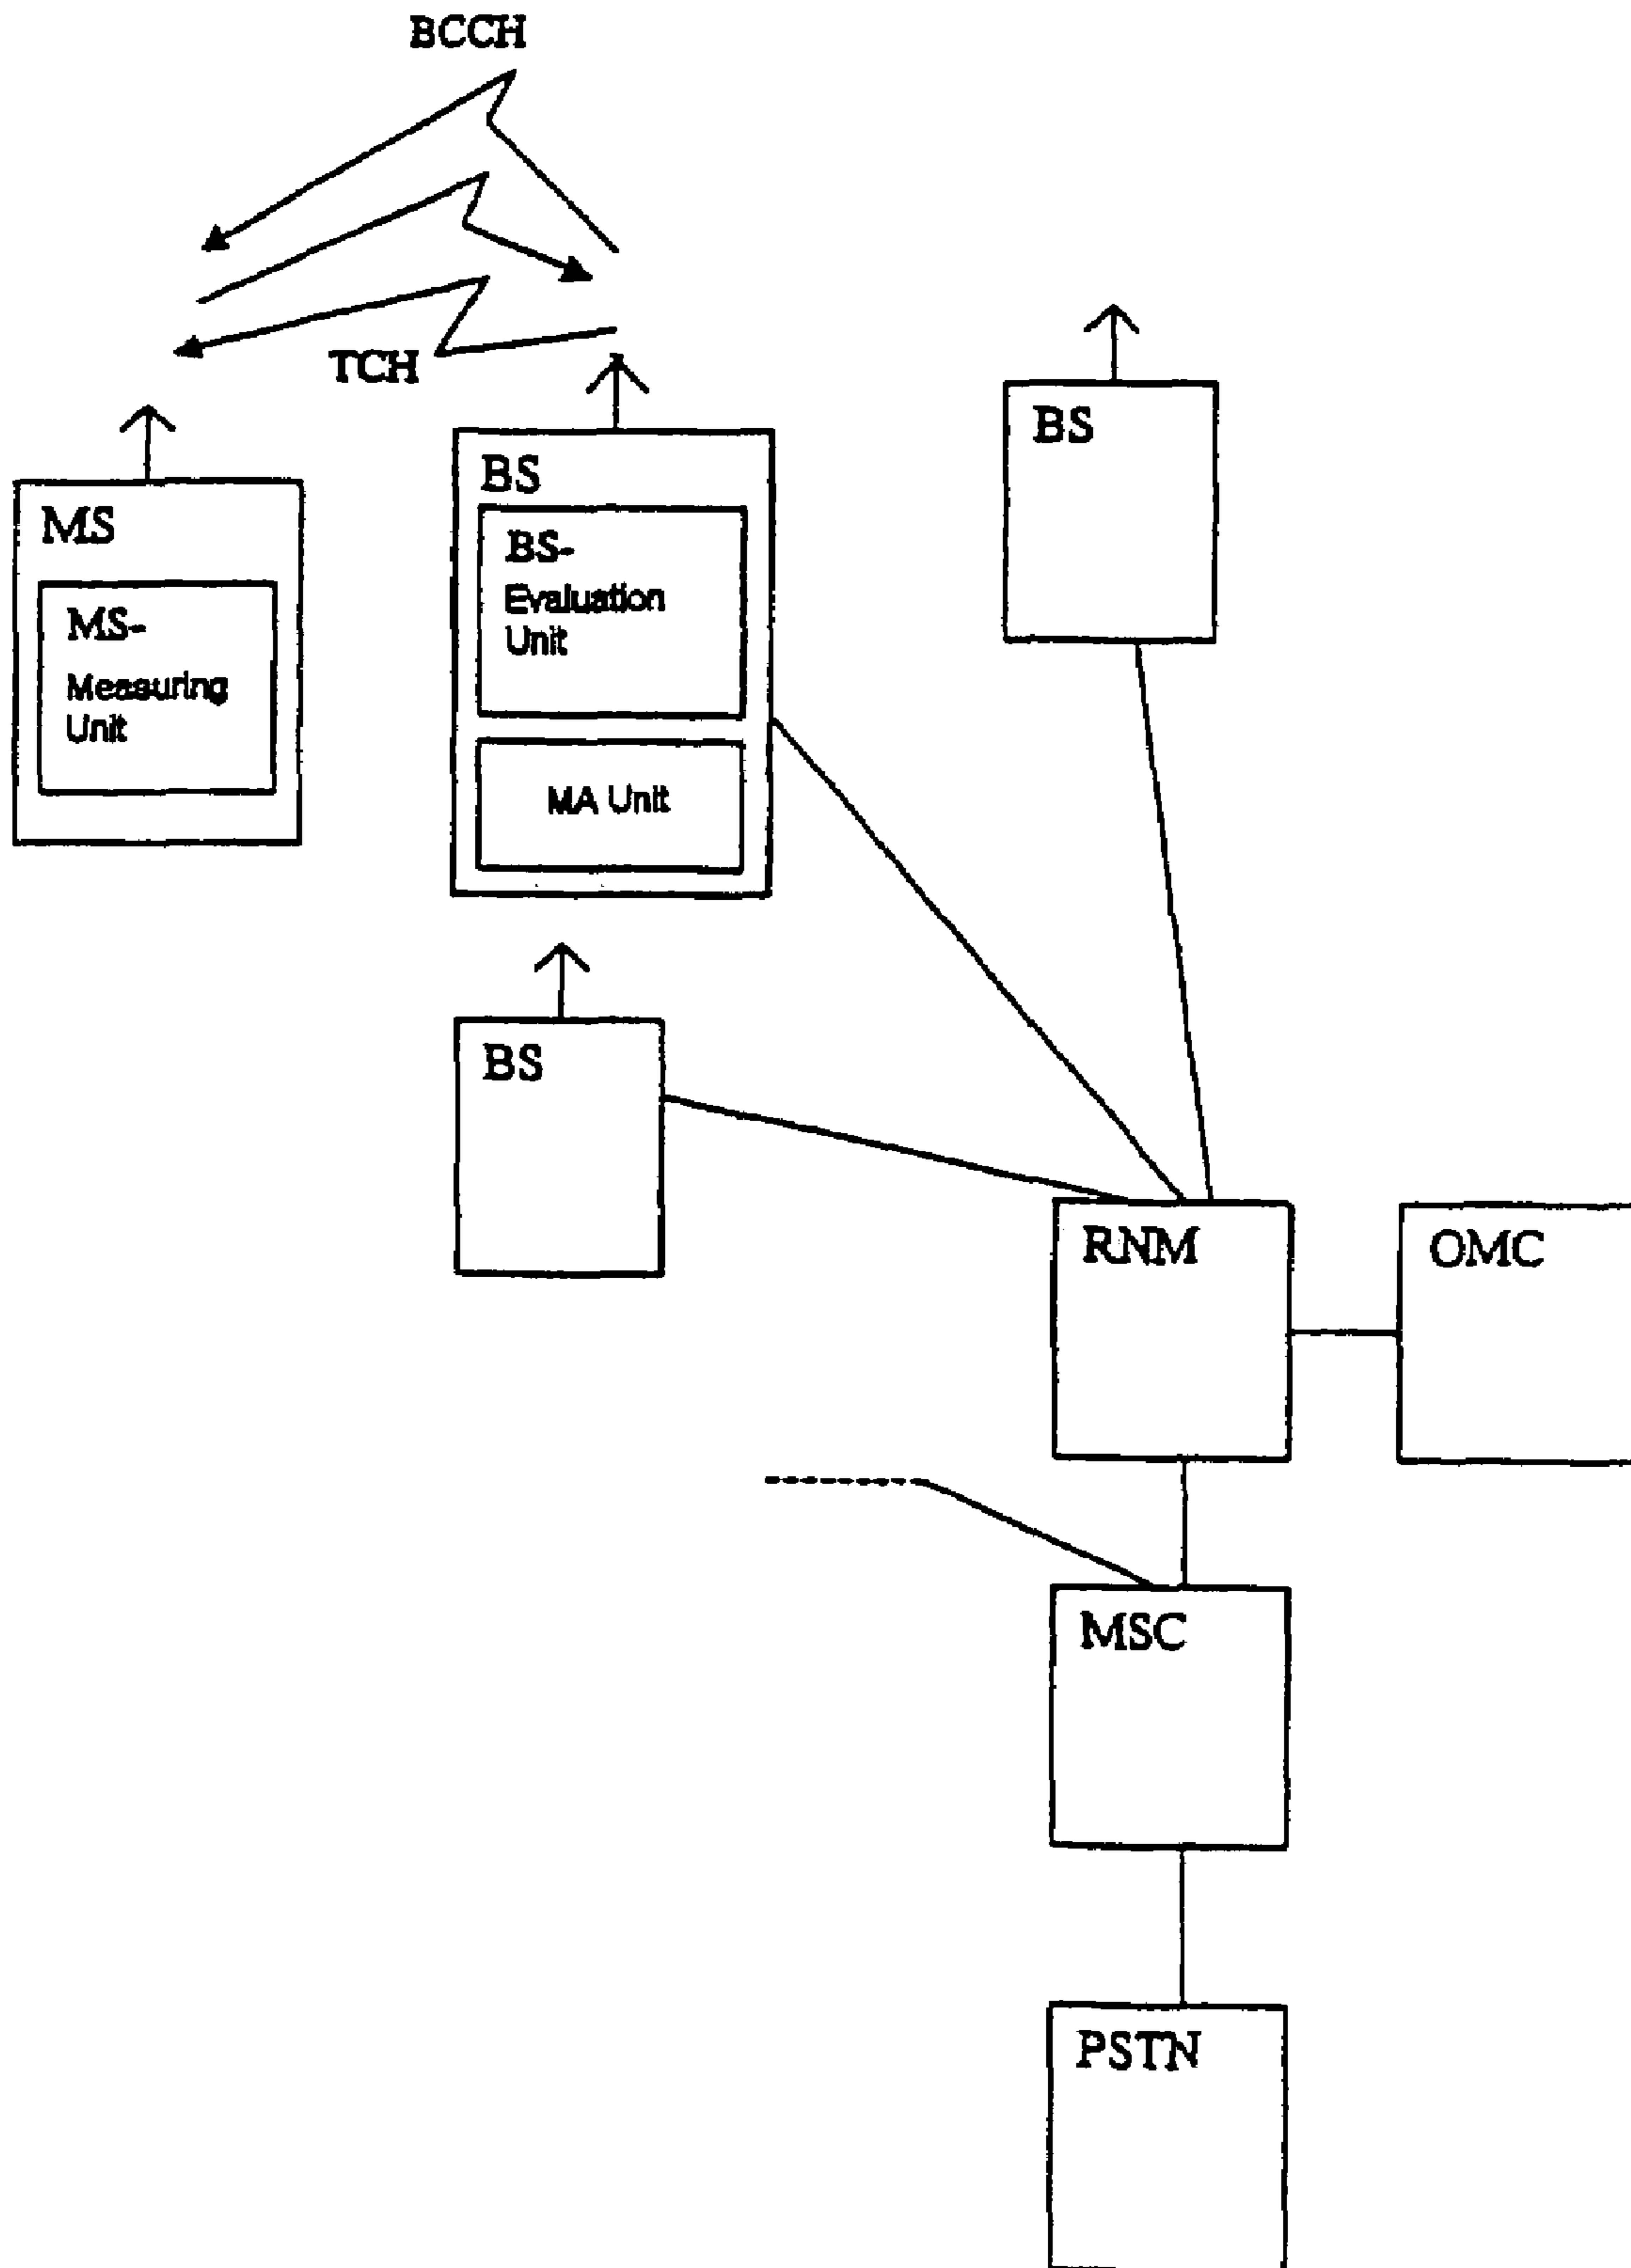 BCCH
TCH
BS
BS
MS
BS-
Evaluation
Unit
MS-
Measuring
Unit
MA Unit
BS
RNM
OMC
MSC
PSTN